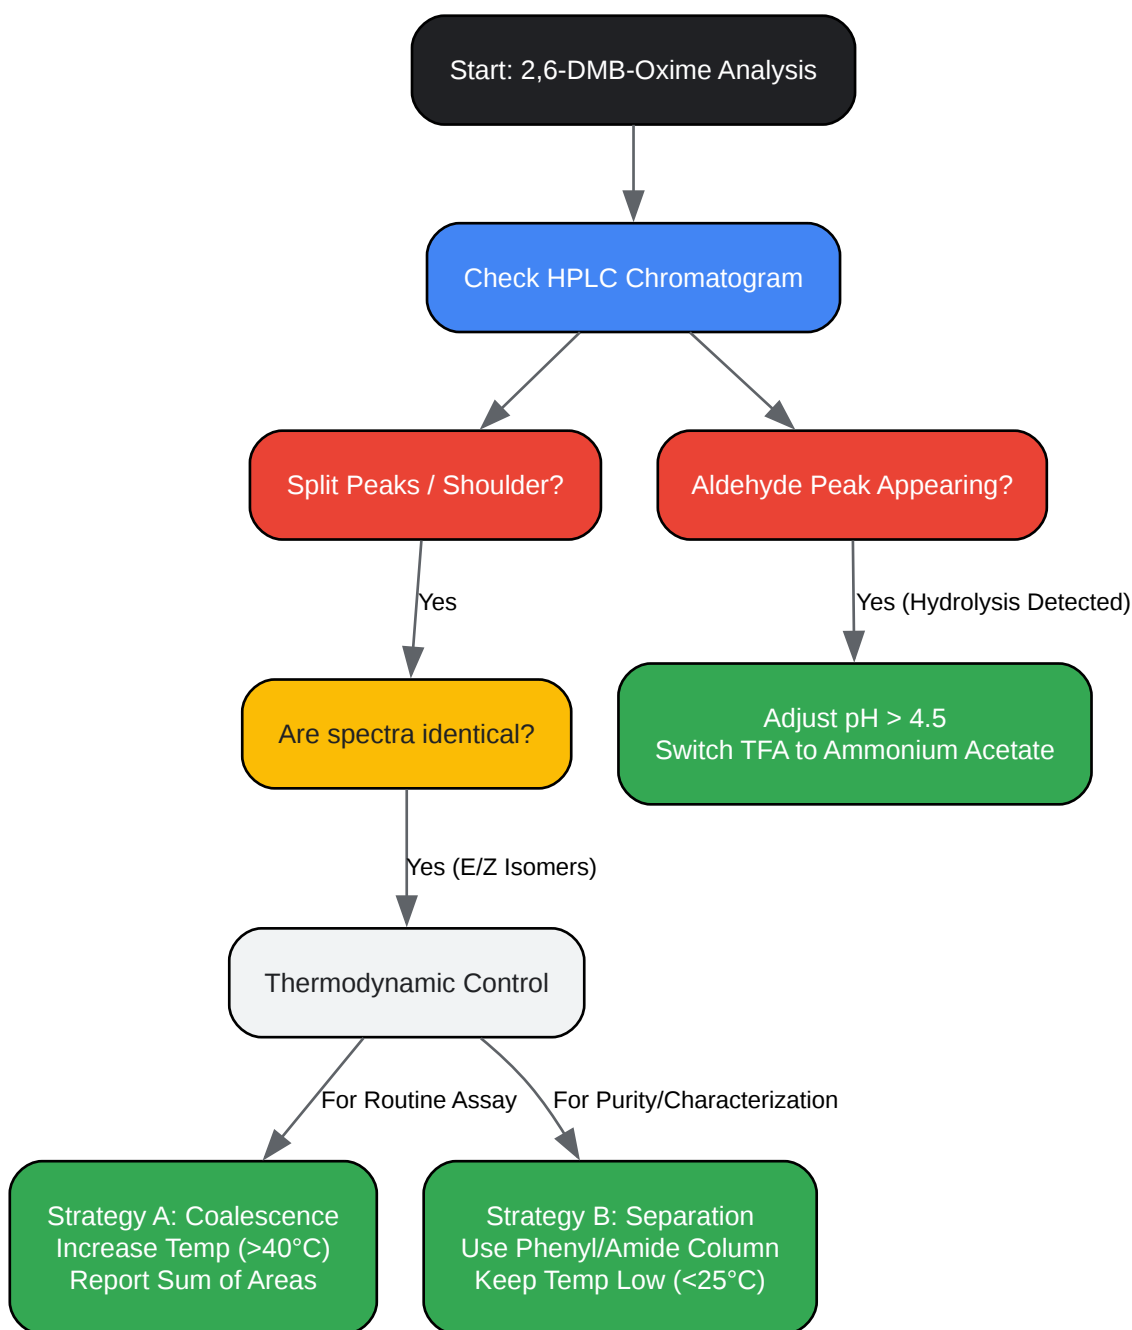 Start: 2,6-DMB-Oxime Analysis
Check HPLC Chromatogram
Split Peaks / Shoulder?
Aldehyde Peak Appearing?
Yes
Yes (Hydrolysis Detected)
Are spectra identical?
Adjust pH > 4.5
Switch TFA to Ammonium Acetate
Yes (E/Z Isomers)
Thermodynamic Control
For Routine Assay
For Purity/Characterization
Strategy A: Coalescence
Increase Temp (>40°C)
Report Sum of Areas
Strategy B: Separation
Use Phenyl/Amide Column
Keep Temp Low (<25°C)